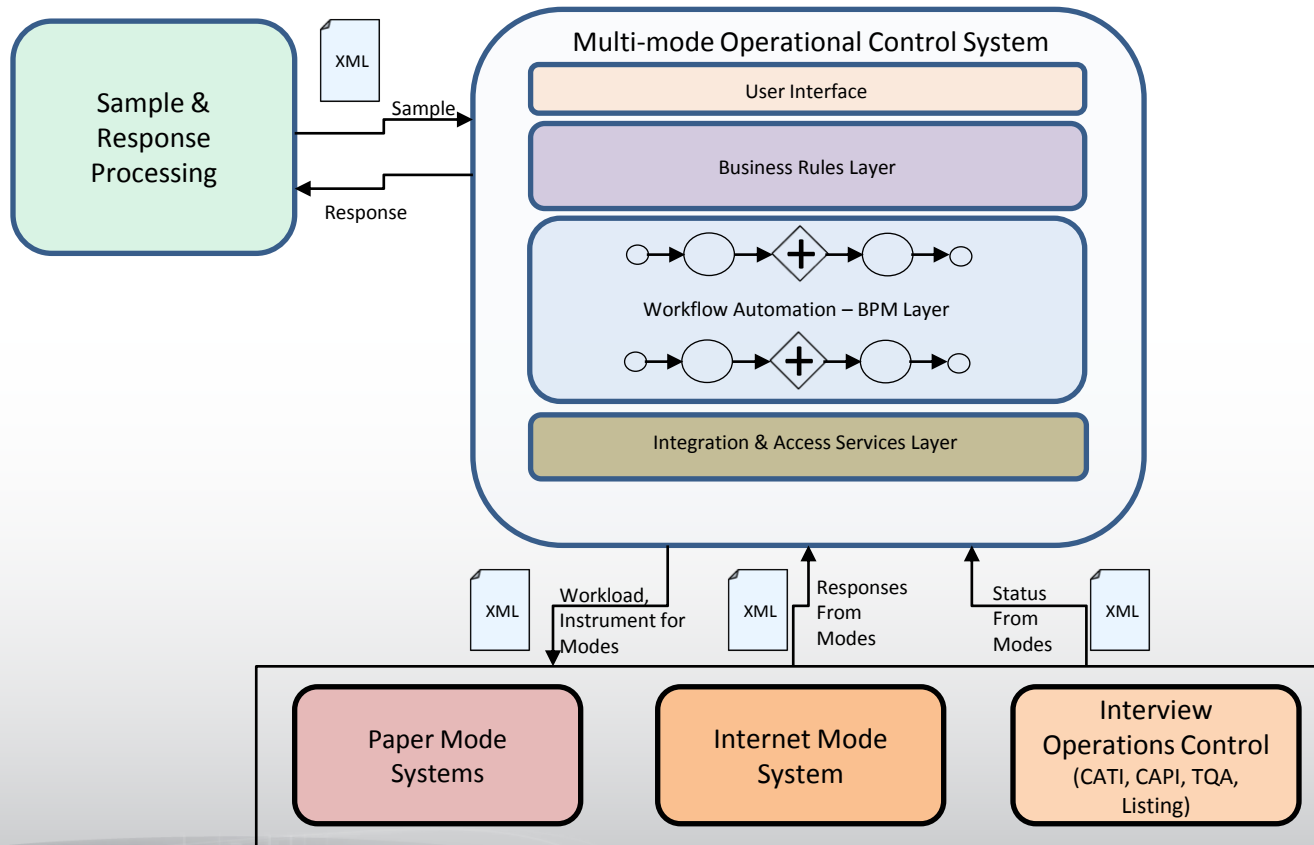 Multi-mode Operational Control System
XML
Sample &
Response
Processing
Sample
Response
User Interface
Business Rules Layer
Workflow Automation – BPM Layer
Integration & Access Services Layer
XML
Workload,
Instrument for
Modes
XML
Responses
From
Modes
Status
From
Modes
XML
Paper Mode
Systems
Internet Mode
System
Interview
Operations Control
(CATI, CAPI, TQA,
Listing)